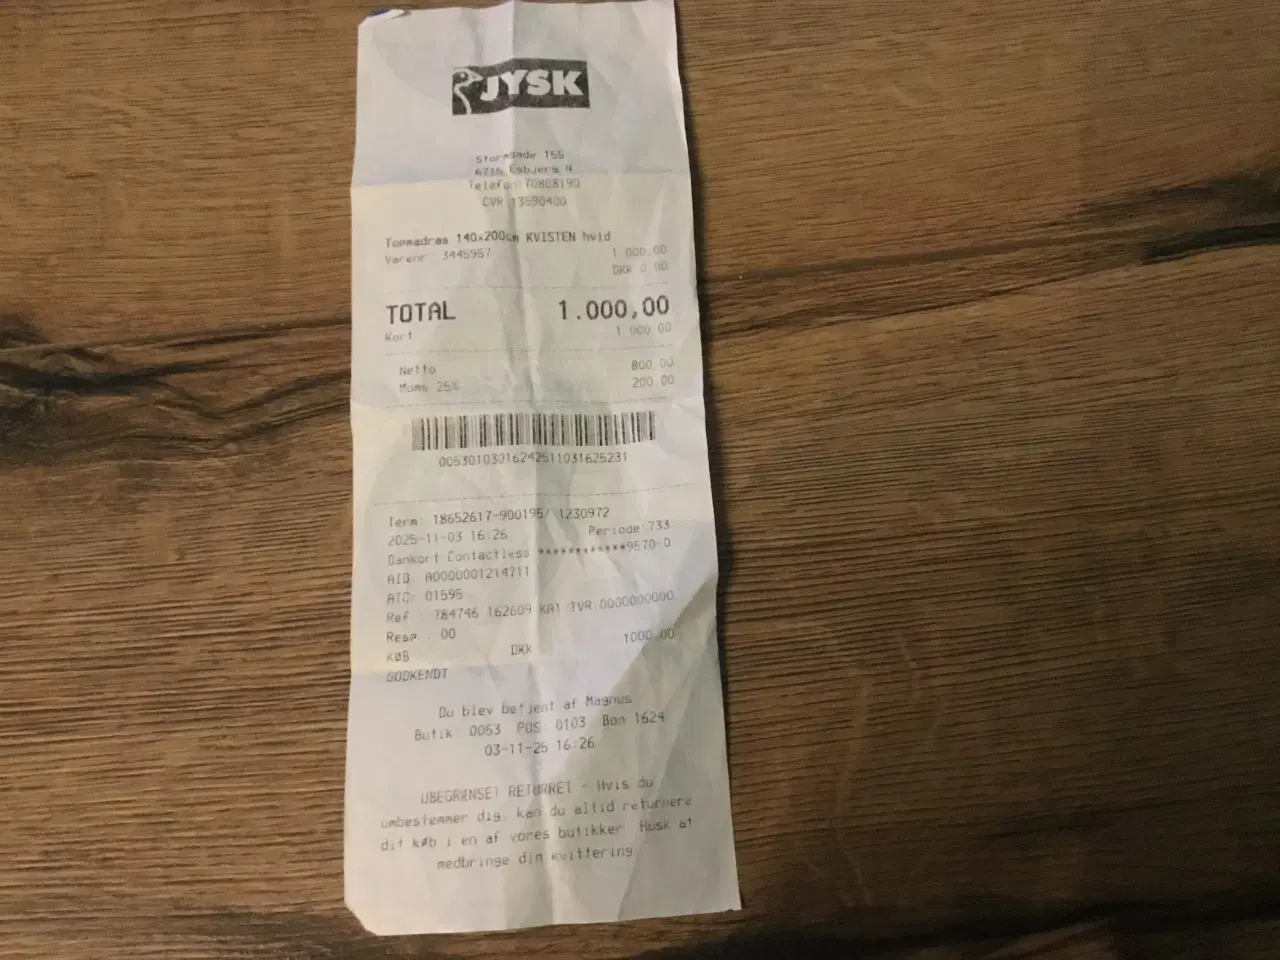 JYSK
Stormgade 155
6715 Esbjerg N
Telefon 70808190
CVR 13590400
Topmadras 140x200cm KVISTEN hvid
Varenr 3445967 1 000.00
DKK 0.00
TOTAL 1.000,00
Kort 1 000.00
Netto 800.00
Moms 25% 200.00
00530103016242511031625231
Term: 18652617-900195/ 1230972
2025-11-03 16:26 Periode 733
Dankort Contactless ************9570-0
AID: A0000001214711
ATC: 01595
Ref.: 784746 162609 KA1 TVR 0000000000
Resp.: 00
KØB DKK 1000.00
GODKENDT
Du blev betjent af Magnus
Butik 0053 POS 0103 Bon 1624
03-11-25 16:26
UBEGRÆNSET RETURRET - Hvis du
ombestemmer dig, kan du altid returnere
dit køb i en af vores butikker. Husk at
medbringe din kvittering.